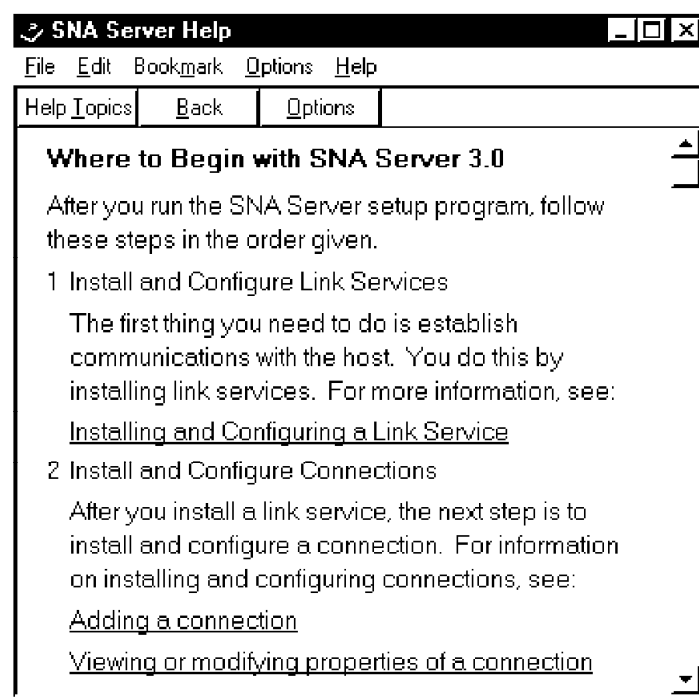 SNA Server Help
File Edit Bookmark Options Help
Help Topics Back Options
Where to Begin with SNA Server 3.0
After you run the SNA Server setup program, follow
these steps in the order given.
1 Install and Configure Link Services
The first thing you need to do is establish
communications with the host. You do this by
installing link services. For more information, see:
Installing and Configuring a Link Service
2 Install and Configure Connections
After you install a link service, the next step is to
install and configure a connection. For information
on installing and configuring connections, see:
Adding a connection
Viewing or modifying properties of a connection